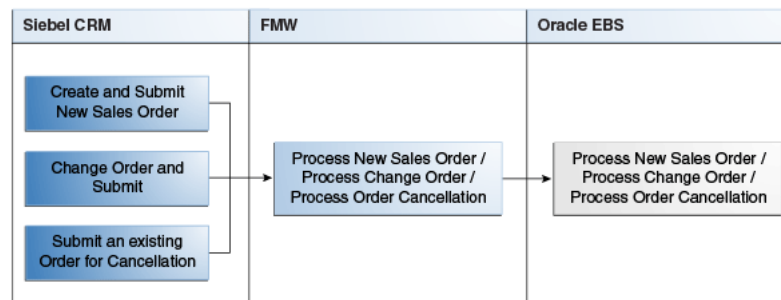 Siebel CRM
FMW
Oracle EBS
Create and Submit
New Sales Order
Change Order and
Submit
Submit an existing
Order for Cancellation
Process New Sales Order /
Process Change Order /
Process Order Cancellation
Process New Sales Order /
Process Change Order /
Process Order Cancellation